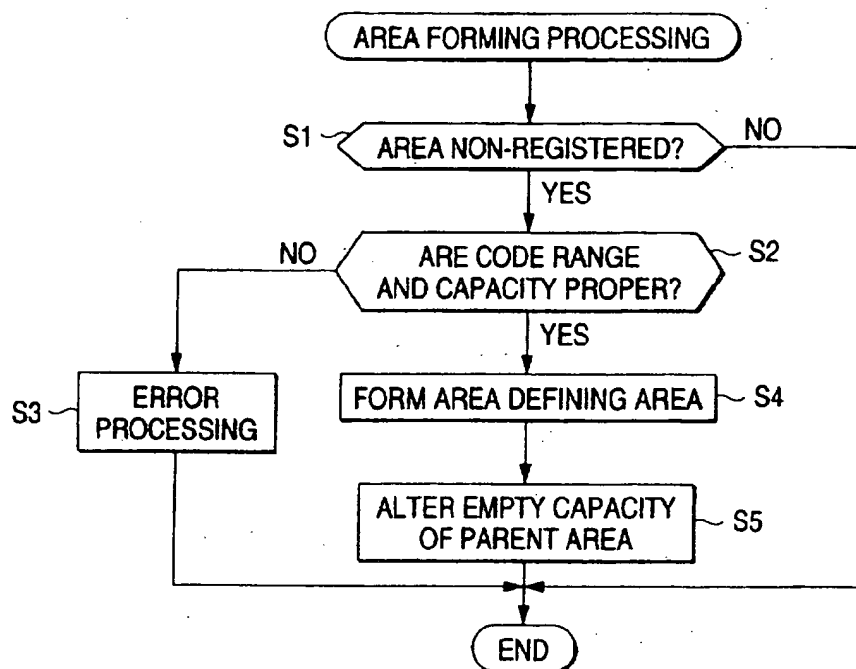 AREA FORMING PROCESSING
S1
AREA NON-REGISTERED?
NO
YES
NO
ARE CODE RANGE
AND CAPACITY PROPER?
S2
YES
S3
ERROR
PROCESSING
FORM AREA DEFINING AREA
S4
ALTER EMPTY CAPACITY
OF PARENT AREA
S5
END